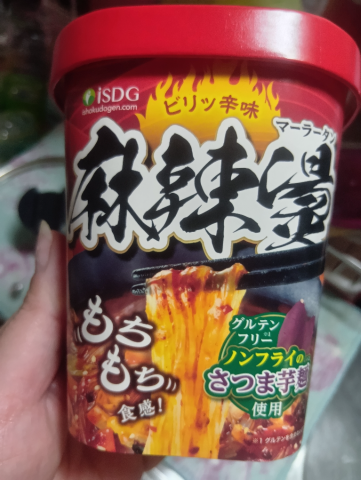 iSDG
ishokudogen.com
ピリッ辛味
マーラータン
麻辣湯
もち
もち
食感!
グルテン
フリー※1
ノンフライの
さつま芋麺
使用